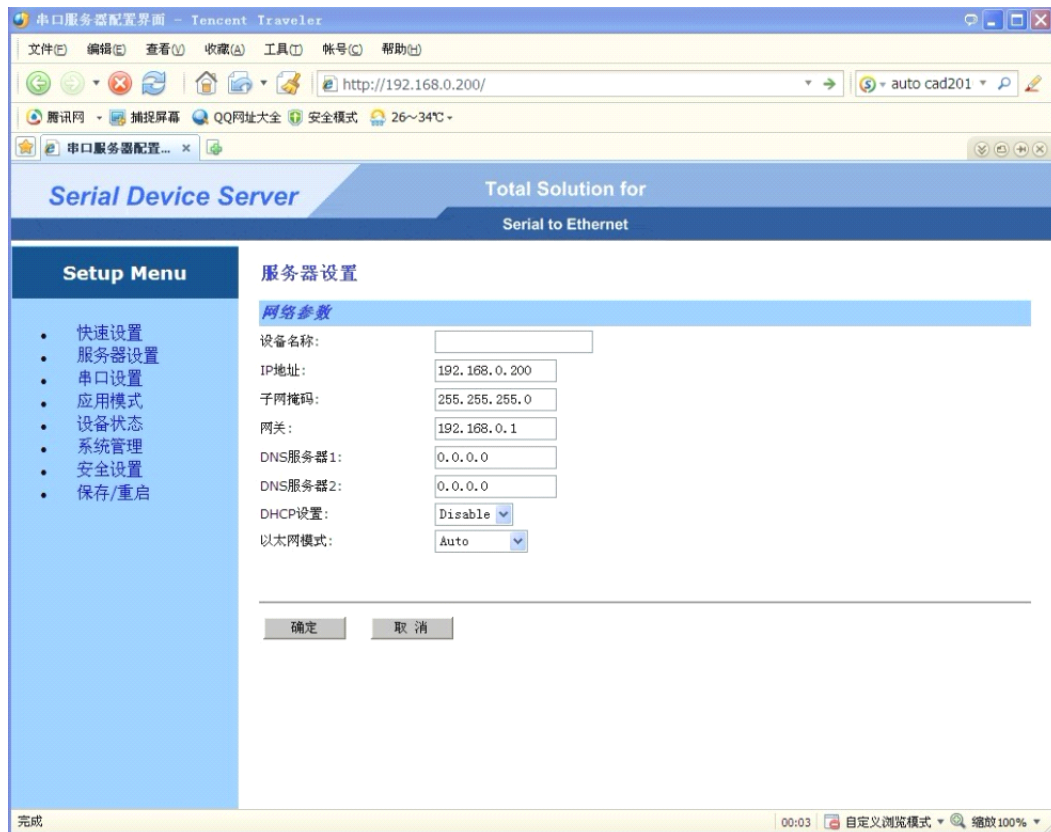 串口服务器配置界面 - Tencent Traveler
文件(F) 编辑(E) 查看(V) 收藏(A) 工具(T) 帐号(C) 帮助(H)
http://192.168.0.200/ auto cad201
腾讯网 捕捉屏幕 QQ网址大全 安全模式 26~34℃
串口服务器配置... ×
Serial Device Server
Total Solution for
Serial to Ethernet
Setup Menu
快速设置
服务器设置
串口设置
应用模式
设备状态
系统管理
安全设置
保存/重启
服务器设置
网络参数
设备名称:
IP地址: 192.168.0.200
子网掩码: 255.255.255.0
网关: 192.168.0.1
DNS服务器1: 0.0.0.0
DNS服务器2: 0.0.0.0
DHCP设置: Disable
以太网模式: Auto
确定 取 消
完成 00:03 自定义浏览模式 缩放100%